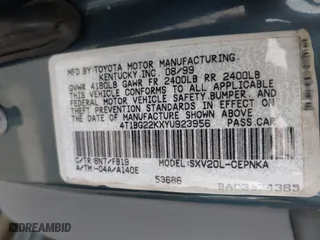 MFD.BY:TOYOTA MOTOR MANUFACTURING,
KENTUCKY,INC. 08/99
GVWR 4180LB GAWR FR 2400LB RR 2400LB
THIS VEHICLE CONFORMS TO ALL APPLICABLE
FEDERAL MOTOR VEHICLE SAFETY, BUMPER, AND
THEFT PREVENTION STANDARDS IN EFFECT ON
THE DATE OF MANUFACTURE SHOWN ABOVE.
4T1BG22KXYU923956 PASS.CAR
C/TR:6N7/FB19
A/TM:-04A/A140E
MODEL:SXV20L-CEPNKA
53686